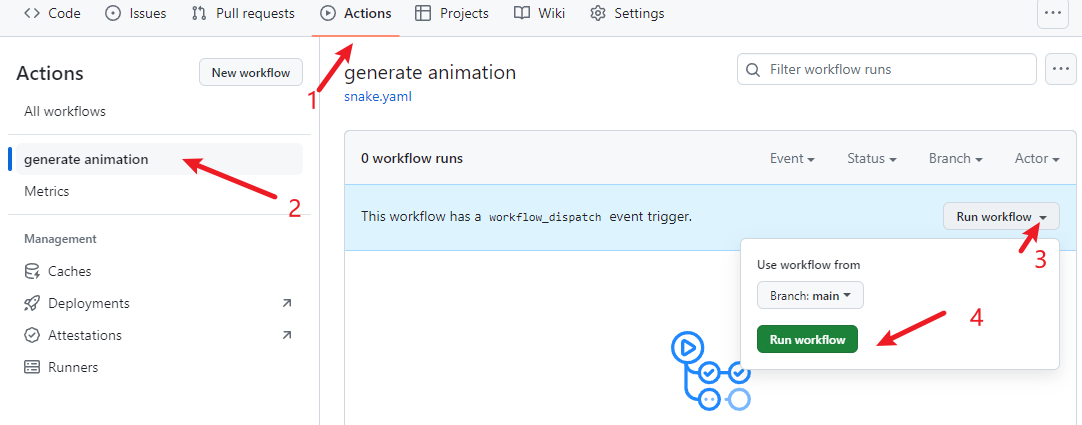 Code Issues Pull requests Actions Projects Wiki Settings
Actions
New workflow
All workflows
generate animation
Metrics
Management
Caches
Deployments
Attestations
Runners
1
2
generate animation
snake.yaml
Filter workflow runs
0 workflow runs
Event Status Branch Actor
This workflow has a workflow_dispatch event trigger.
Run workflow
3
Use workflow from
Branch: main
Run workflow
4